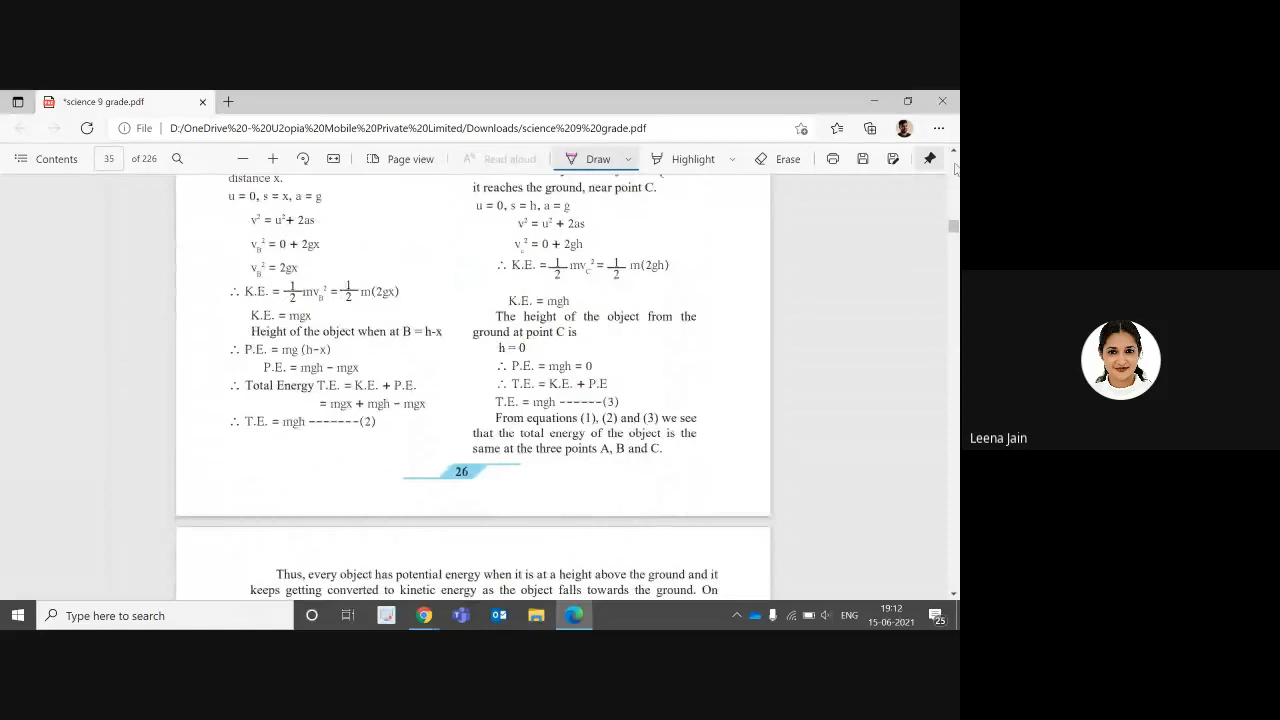 *science 9 grade.pdf
File
D:/OneDrive%20-%20U2opia%20Mobile%20Private%20Limited/Downloads/science%209%20grade.pdf
Contents
35 of 226
Page view
Read aloud
Draw
Highlight
Erase
distance x.
u = 0, s = x, a = g
v² = u²+ 2as
v_B² = 0 + 2gx
v_B² = 2gx
∴ K.E. = 1/2 mv_B² = 1/2 m(2gx)
K.E. = mgx
Height of the object when at B = h-x
∴ P.E. = mg (h-x)
P.E. = mgh - mgx
∴ Total Energy T.E. = K.E. + P.E.
= mgx + mgh - mgx
∴ T.E. = mgh -------(2)
it reaches the ground, near point C.
u = 0, s = h, a = g
v² = u² + 2as
v_c² = 0 + 2gh
∴ K.E. = 1/2 mv_C² = 1/2 m(2gh)
K.E. = mgh
The height of the object from the
ground at point C is
h = 0
∴ P.E. = mgh = 0
∴ T.E. = K.E. + P.E
T.E. = mgh ------(3)
From equations (1), (2) and (3) we see
that the total energy of the object is the
same at the three points A, B and C.
26
Thus, every object has potential energy when it is at a height above the ground and it
keeps getting converted to kinetic energy as the object falls towards the ground. On
Leena Jain
Type here to search
ENG
19:12
15-06-2021
25